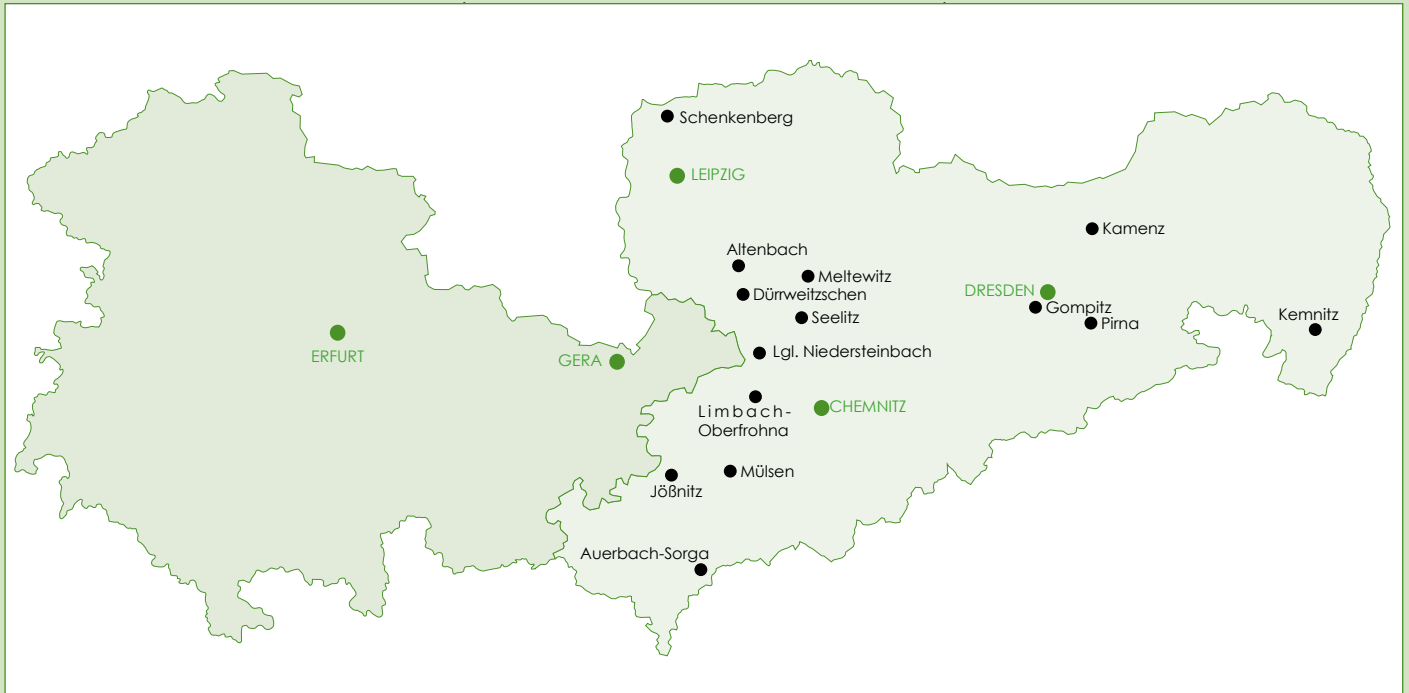 Schenkenberg
LEIPZIG
Kamenz
Altenbach
Meltewitz
Dürrweitzschen
DRESDEN
Gompitz
Seelitz
Pirna
Kemnitz
ERFURT
GERA
Lgl. Niedersteinbach
Limbach-
Oberfrohna
CHEMNITZ
Mülsen
Jößnitz
Auerbach-Sorga